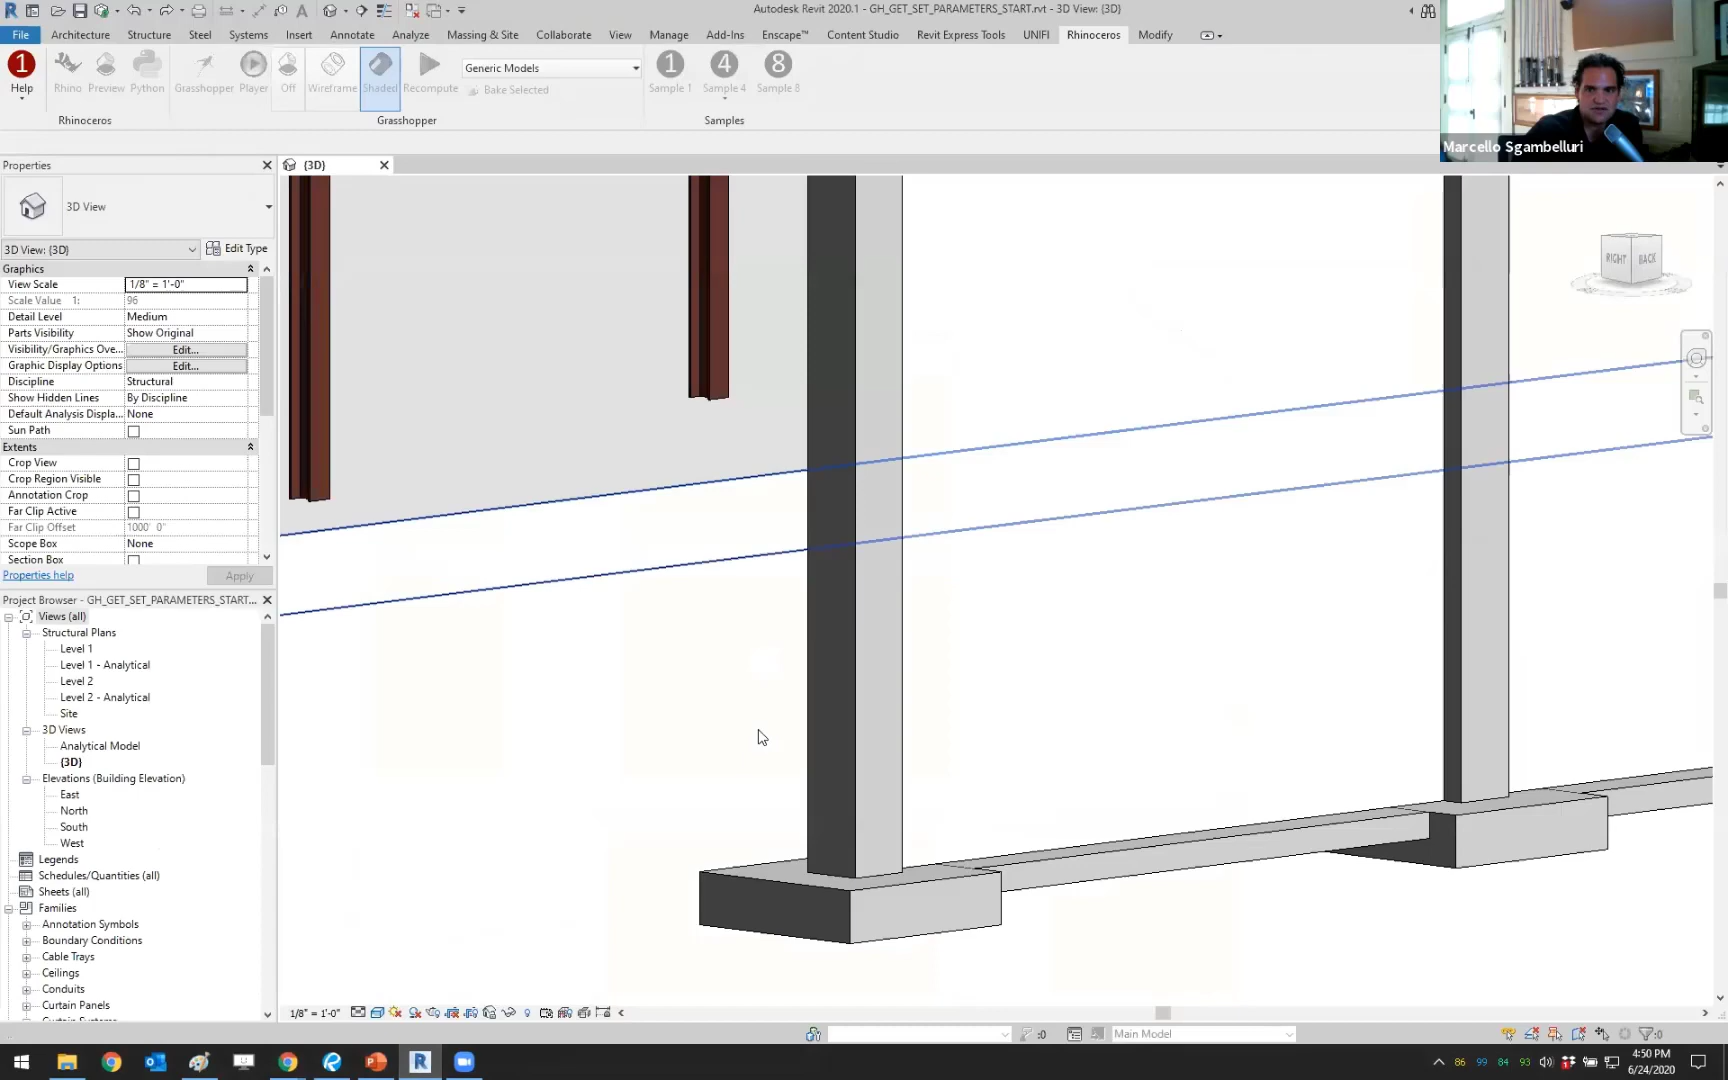 Autodesk Revit 2020.1 - GH_GET_SET_PARAMETERS_START.rvt - 3D View: {3D}
File Architecture Structure Steel Systems Insert Annotate Analyze Massing & Site Collaborate View Manage Add-Ins Enscape™ Content Studio Revit Express Tools UNIFI Rhinoceros Modify
1 1 4 8
Help Rhino Preview Python Grasshopper Player Off Wireframe Shaded Recompute Sample 1 Sample 4 Sample 8
Generic Models
Bake Selected
Rhinoceros Grasshopper Samples
Marcello Sgambelluri
Properties
{3D}
3D View
3D View: {3D} Edit Type
Graphics
View Scale 1/8" = 1'-0"
Scale Value 1: 96
Detail Level Medium
Parts Visibility Show Original
Visibility/Graphics Ove... Edit...
Graphic Display Options Edit...
Discipline Structural
Show Hidden Lines By Discipline
Default Analysis Displa... None
Sun Path
Extents
Crop View
Crop Region Visible
Annotation Crop
Far Clip Active
Far Clip Offset 1000' 0"
Scope Box None
Section Box
Properties help Apply
RIGHT BACK
Project Browser - GH_GET_SET_PARAMETERS_START...
Views (all)
Structural Plans
Level 1
Level 1 - Analytical
Level 2
Level 2 - Analytical
Site
3D Views
Analytical Model
{3D}
Elevations (Building Elevation)
East
North
South
West
Legends
Schedules/Quantities (all)
Sheets (all)
Families
Annotation Symbols
Boundary Conditions
Cable Trays
Ceilings
Conduits
Curtain Panels
1/8" = 1'-0"
:0 Main Model :0
86 99 84 93
4:50 PM
6/24/2020